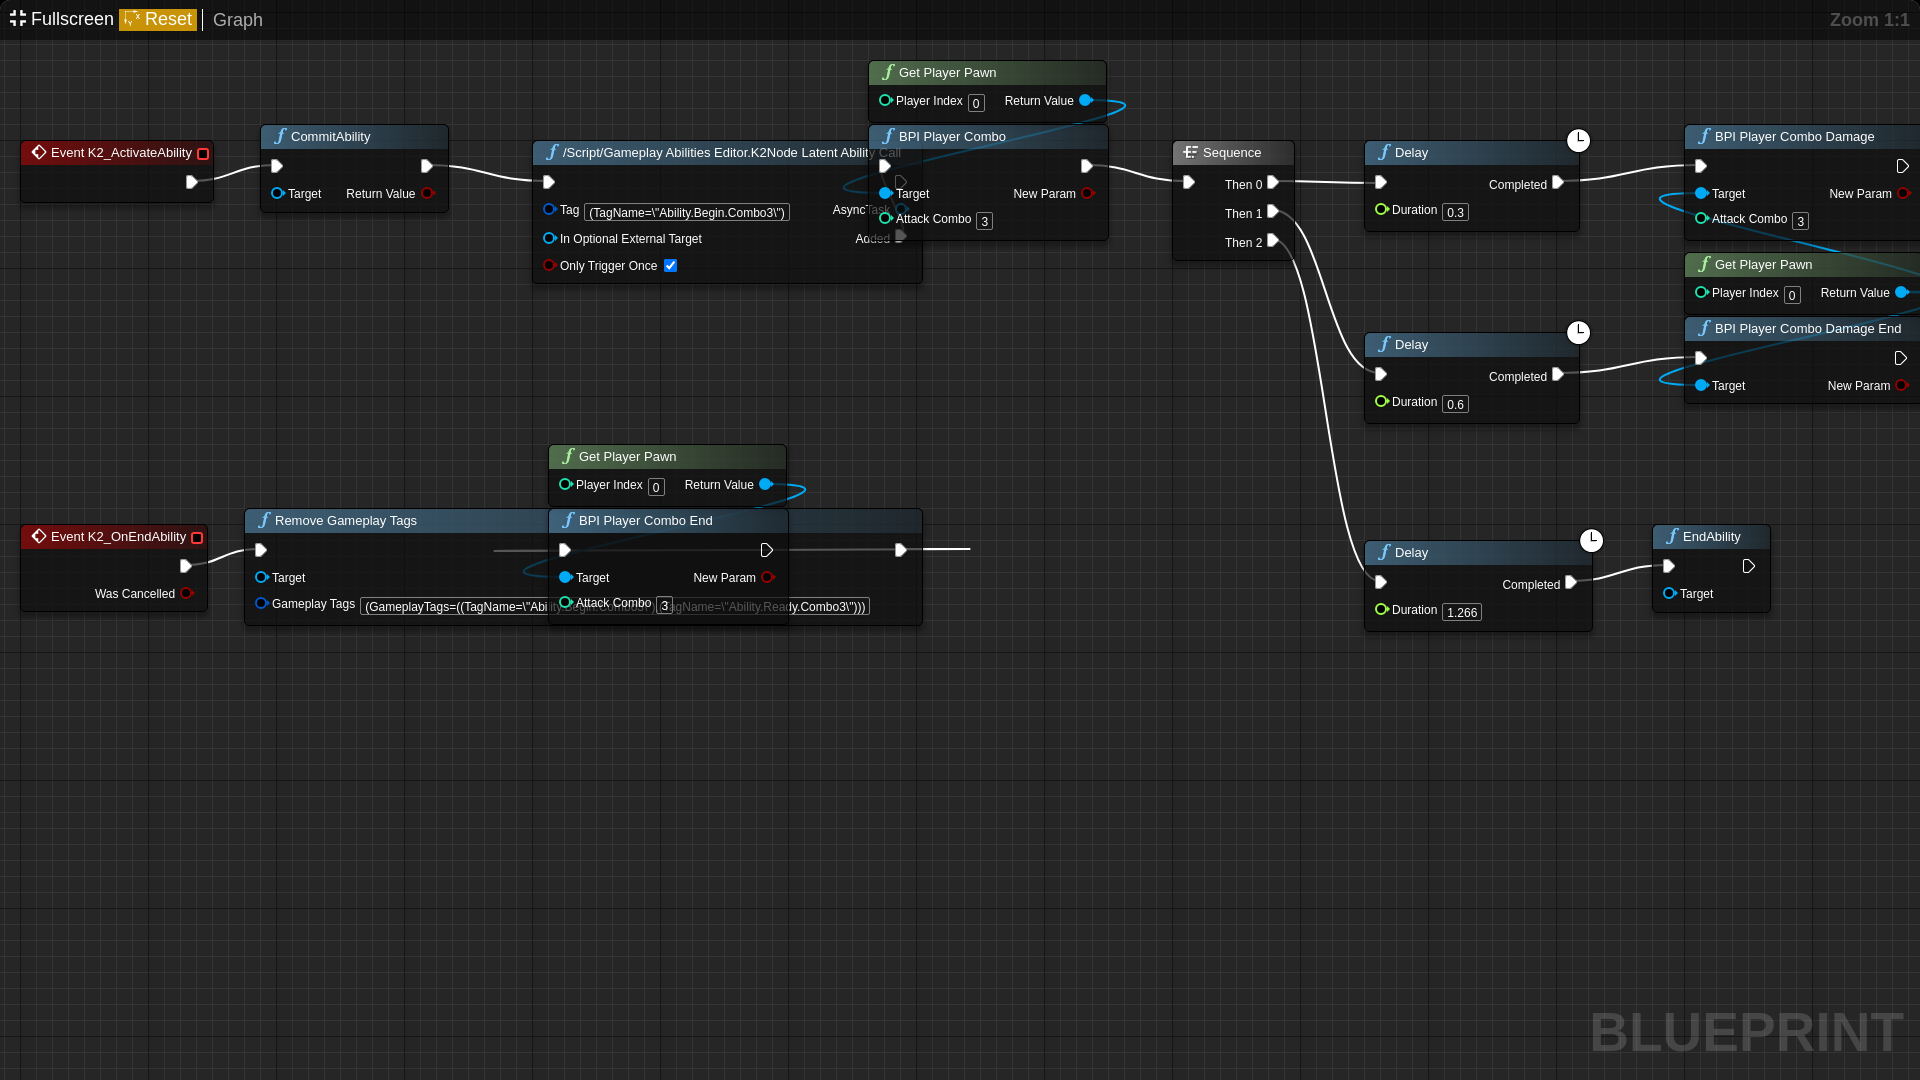 Fullscreen Reset Graph Zoom 1:1
Get Player Pawn
Player Index 0 Return Value
Event K2_ActivateAbility
CommitAbility
Target Return Value
/Script/Gameplay Abilities Editor.K2Node Latent Ability Call
Tag (TagName=\"Ability.Begin.Combo3\") AsyncTask
In Optional External Target Added
Only Trigger Once
BPI Player Combo
Target New Param
Attack Combo 3
Sequence
Then 0
Then 1
Then 2
Delay
Completed
Duration 0.3
BPI Player Combo Damage
Target New Param
Attack Combo 3
Get Player Pawn
Player Index 0 Return Value
Delay
Completed
Duration 0.6
BPI Player Combo Damage End
Target New Param
Get Player Pawn
Player Index 0 Return Value
Event K2_OnEndAbility
Was Cancelled
Remove Gameplay Tags
Target
Gameplay Tags (GameplayTags=((TagName=\"Ability.Begin.Combo3\"),(TagName=\"Ability.Ready.Combo3\")))
BPI Player Combo End
Target New Param
Attack Combo 3
Delay
Completed
Duration 1.266
EndAbility
Target
BLUEPRINT